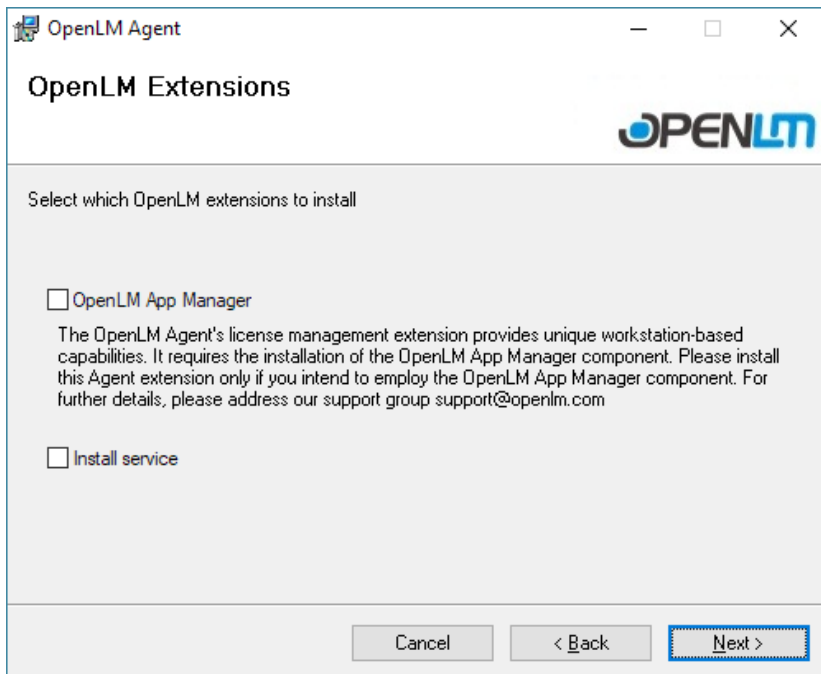 OpenLM Agent
OpenLM Extensions
OPENLM
Select which OpenLM extensions to install
OpenLM App Manager
The OpenLM Agent's license management extension provides unique workstation-based
capabilities. It requires the installation of the OpenLM App Manager component. Please install
this Agent extension only if you intend to employ the OpenLM App Manager component. For
further details, please address our support group support@openlm.com
Install service
Cancel
< Back
Next >